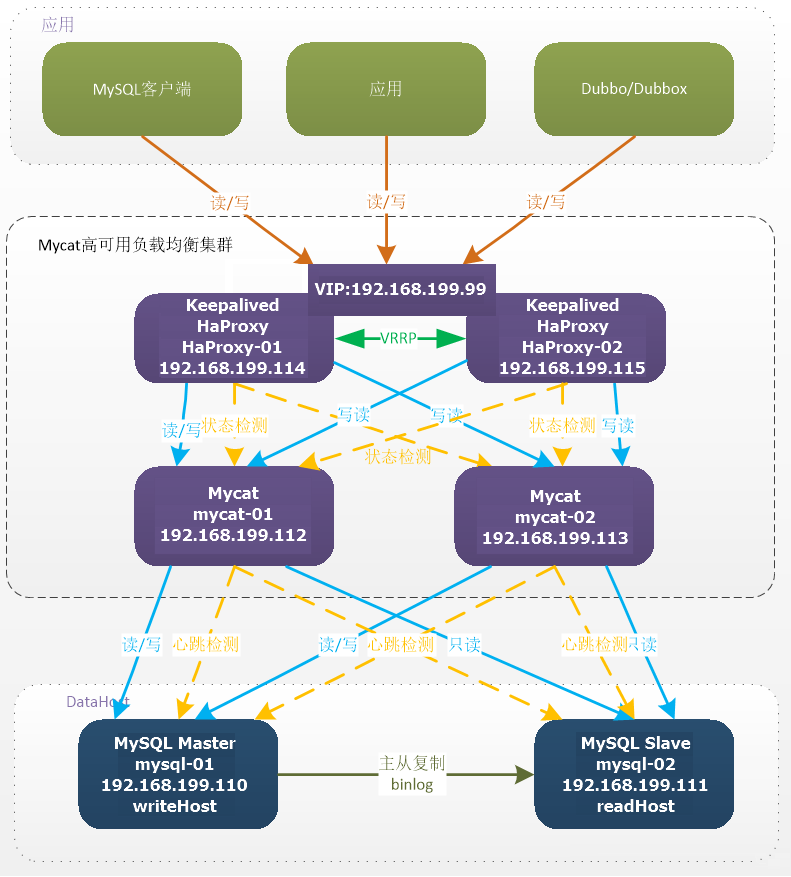 应用
MySQL客户端
应用
Dubbo/Dubbox
读/写
读/写
读/写
Mycat高可用负载均衡集群
VIP:192.168.199.99
Keepalived
HaProxy
HaProxy-01
192.168.199.114
VRRP
Keepalived
HaProxy
HaProxy-02
192.168.199.115
读/写
状态检测
写读
写读
状态检测
写读
状态检测
Mycat
mycat-01
192.168.199.112
Mycat
mycat-02
192.168.199.113
读/写
心跳检测
读/写
心跳检测
只读
心跳检测
只读
DataHost
MySQL Master
mysql-01
192.168.199.110
writeHost
主从复制
binlog
MySQL Slave
mysql-02
192.168.199.111
readHost